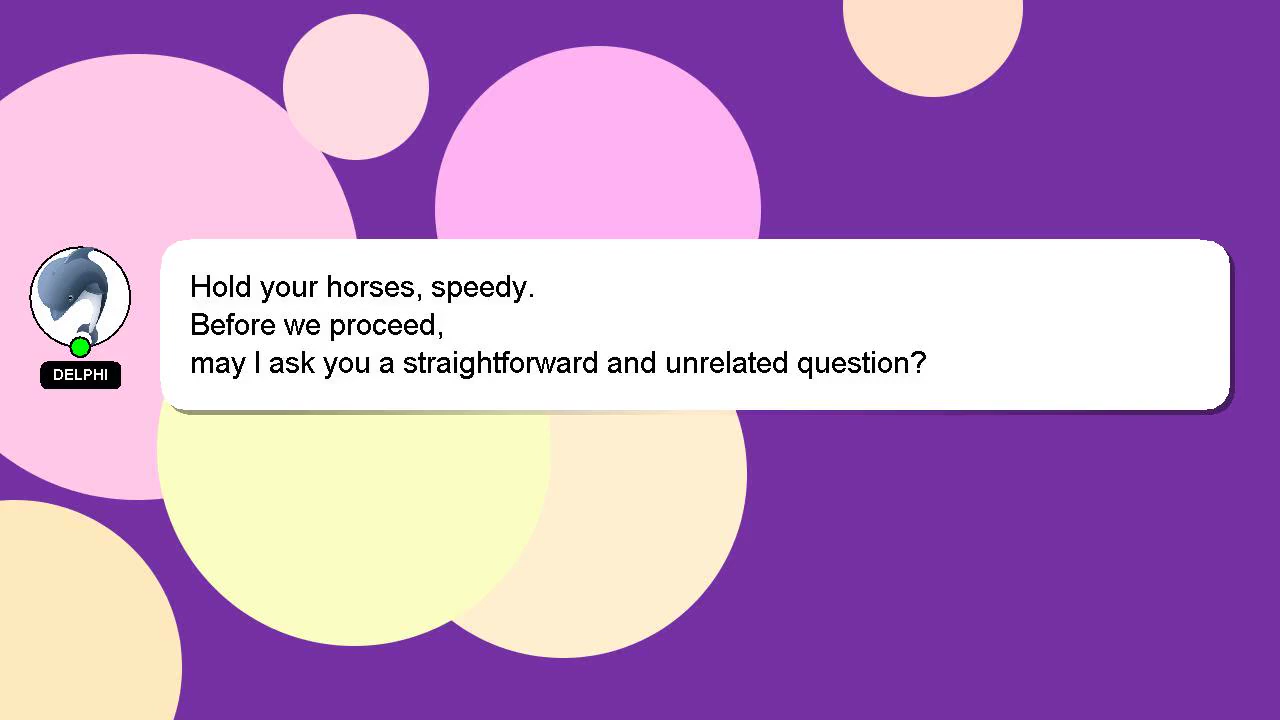 Hold your horses, speedy.
Before we proceed,
may I ask you a straightforward and unrelated question?
DELPHI